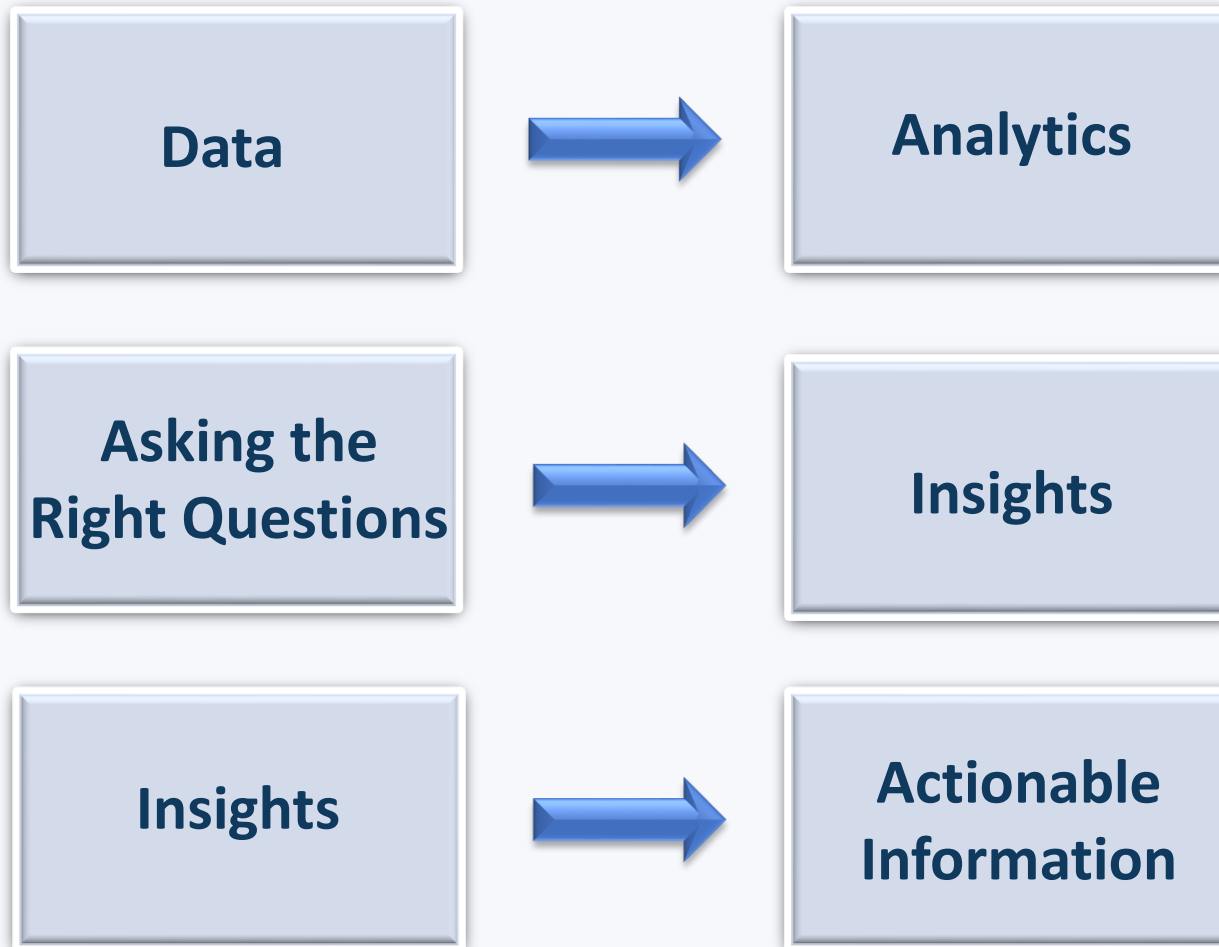 Data
Analytics
Asking the
Right Questions
Insights
Insights
Actionable
Information